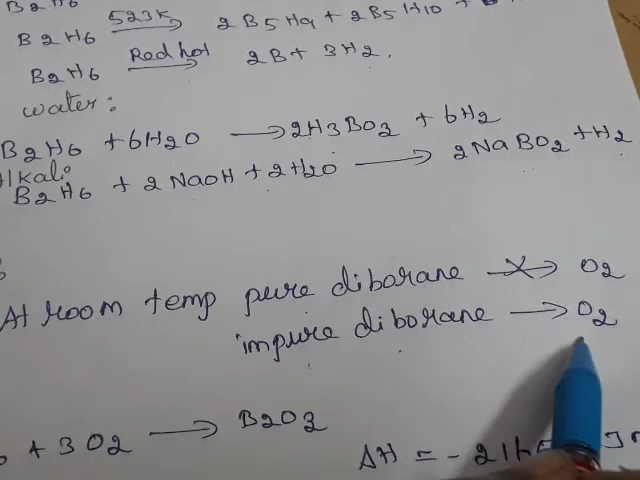 B2H6
B2H6 523K → 2B5H9 + 2B5H10 +
B2H6 Red hot → 2B + 3H2.
water:
B2H6 + 6H2O → 2H3BO3 + 6H2
Alkali
B2H6 + 2NaOH + 2H2O → 2NaBO2 + H2
At room temp pure diborane -X→ O2
impure diborane → O2
+ 3O2 → B2O3
ΔH = - 21